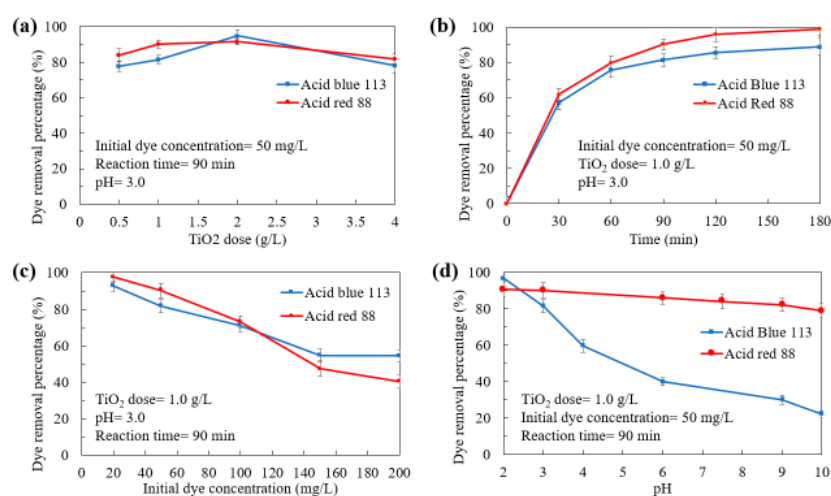 (a)
Dye removal percentage (%)
100
80
60
40
20
0
Acid blue 113
Acid red 88
Initial dye concentration= 50 mg/L
Reaction time= 90 min
pH= 3.0
0 0.5 1 1.5 2 2.5 3 3.5 4
TiO2 dose (g/L)
(b)
Dye removal percentage (%)
100
80
60
40
20
0
Acid Blue 113
Acid Red 88
Initial dye concentration= 50 mg/L
TiO₂ dose= 1.0 g/L
pH= 3.0
0 30 60 90 120 150 180
Time (min)
(c)
Dye removal percentage (%)
100
80
60
40
20
0
Acid blue 113
Acid red 88
TiO₂ dose= 1.0 g/L
pH= 3.0
Reaction time= 90 min
0 20 40 60 80 100 120 140 160 180 200
Initial dye concentration (mg/L)
(d)
Dye removal percentage (%)
100
80
60
40
20
0
Acid Blue 113
Acid red 88
TiO₂ dose= 1.0 g/L
Initial dye concentration= 50 mg/L
Reaction time= 90 min
2 3 4 5 6 7 8 9 10
pH